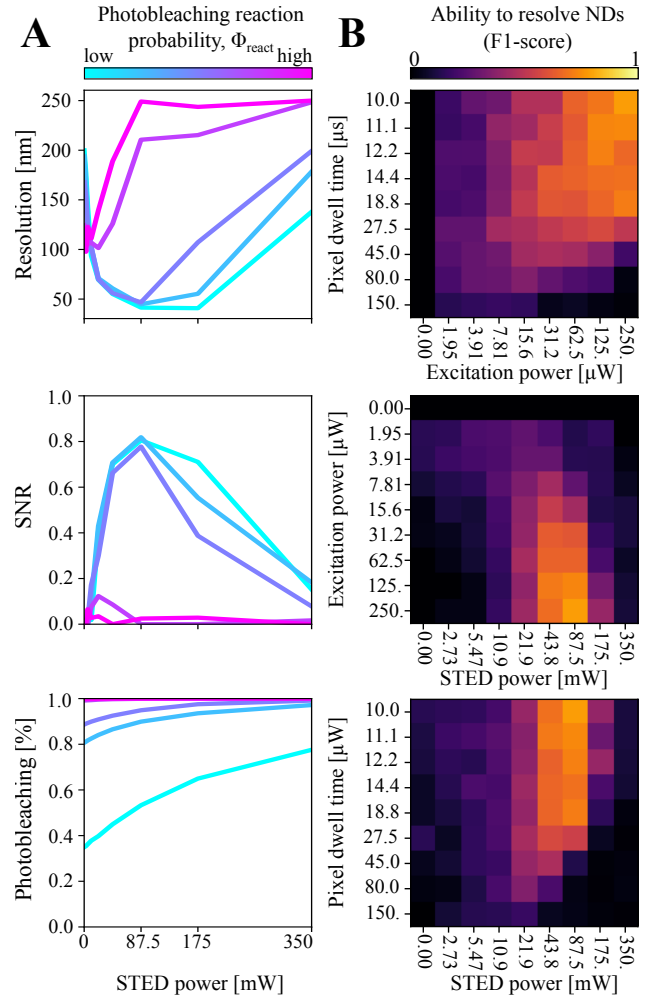 A
Photobleaching reaction
probability, Φreact
low high
250
200
150
100
50
Resolution [nm]
1.0
0.8
0.6
0.4
0.2
0.0
SNR
1.0
0.8
0.6
0.4
0.2
0.0
Photobleaching [%]
0 87.5 175 350
STED power [mW]
B
Ability to resolve NDs
(F1-score)
0 1
10.0
11.1
12.2
14.4
18.8
27.5
45.0
80.0
150.
Pixel dwell time [µs]
0.00 1.95 3.91 7.81 15.6 31.2 62.5 125. 250.
Excitation power [µW]
0.00
1.95
3.91
7.81
15.6
31.2
62.5
125.
250.
Excitation power [µW]
0.00 2.73 5.47 10.9 21.9 43.8 87.5 175. 350.
STED power [mW]
10.0
11.1
12.2
14.4
18.8
27.5
45.0
80.0
150.
Pixel dwell time [µW]
0.00 2.73 5.47 10.9 21.9 43.8 87.5 175. 350.
STED power [mW]